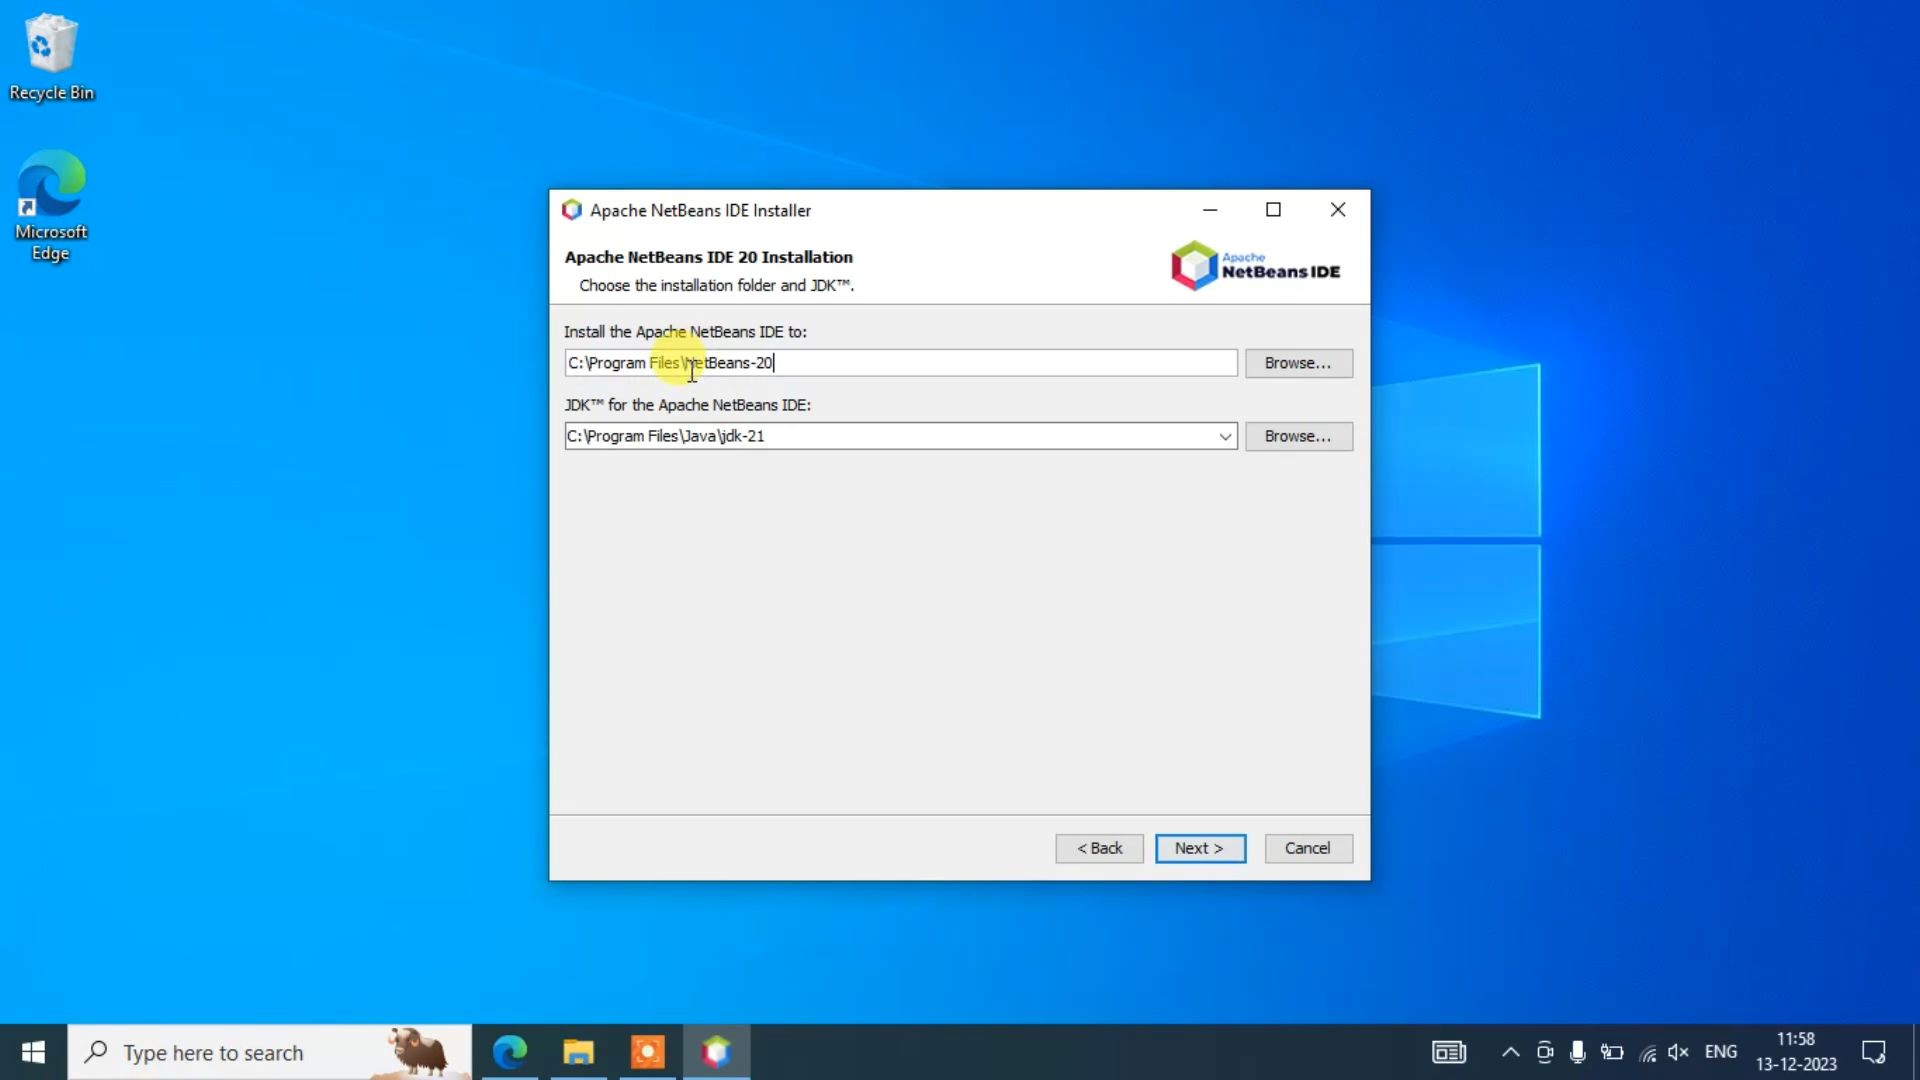 Recycle Bin
Microsoft
Edge
Apache NetBeans IDE Installer
Apache NetBeans IDE 20 Installation
Choose the installation folder and JDK™.
Apache
NetBeans IDE
Install the Apache NetBeans IDE to:
C:\Program Files\NetBeans-20
Browse...
JDK™ for the Apache NetBeans IDE:
C:\Program Files\Java\jdk-21
Browse...
< Back
Next >
Cancel
Type here to search
ENG
11:58
13-12-2023